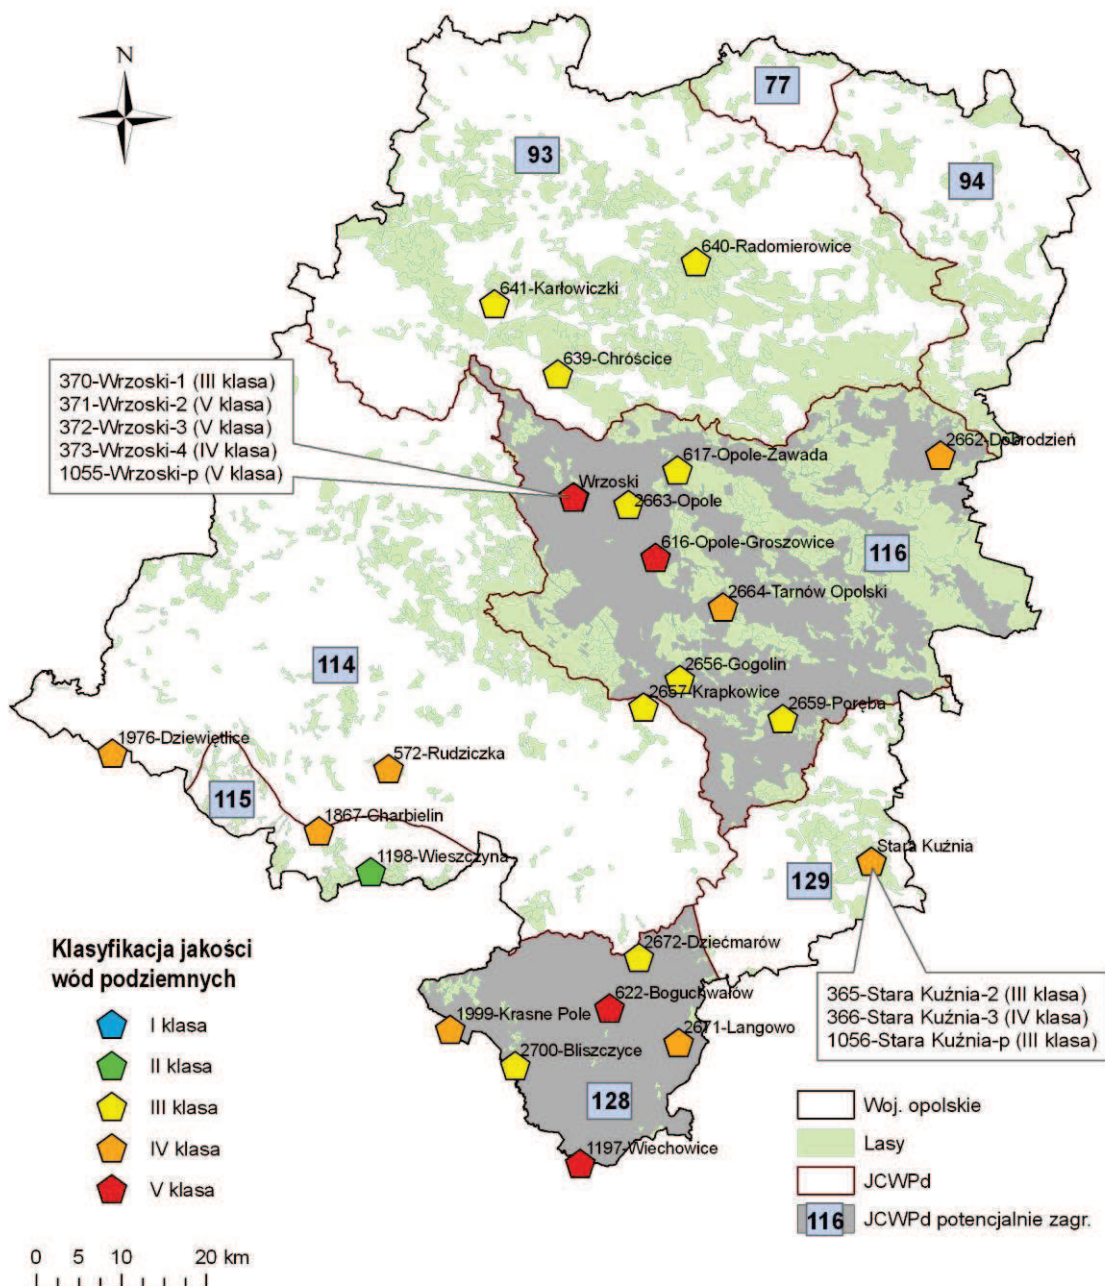 N
77
93
94
640-Radomierowice
641-Karłowiczki
639-Chróścice
370-Wrzoski-1 (III klasa)
371-Wrzoski-2 (V klasa)
372-Wrzoski-3 (V klasa)
373-Wrzoski-4 (IV klasa)
1055-Wrzoski-p (V klasa)
2662-Dobrodzień
617-Opole-Zawada
Wrzoski
2663-Opole
616-Opole-Groszowice
116
2664-Tarnów Opolski
114
2656-Gogolin
2657-Krapkowice
2659-Poręba
1976-Dziewiętlice
572-Rudziczka
115
1867-Charbielin
1198-Wieszczyna
Stara Kuźnia
129
Klasyfikacja jakości
wód podziemnych
I klasa
II klasa
III klasa
IV klasa
V klasa
2672-Dziećmarów
622-Boguchwałów
1999-Krasne Pole
2671-Langowo
2700-Bliszczyce
128
1197-Wiechowice
365-Stara Kuźnia-2 (III klasa)
366-Stara Kuźnia-3 (IV klasa)
1056-Stara Kuźnia-p (III klasa)
Woj. opolskie
Lasy
JCWPd
116 JCWPd potencjalnie zagr.
0 5 10 20 km